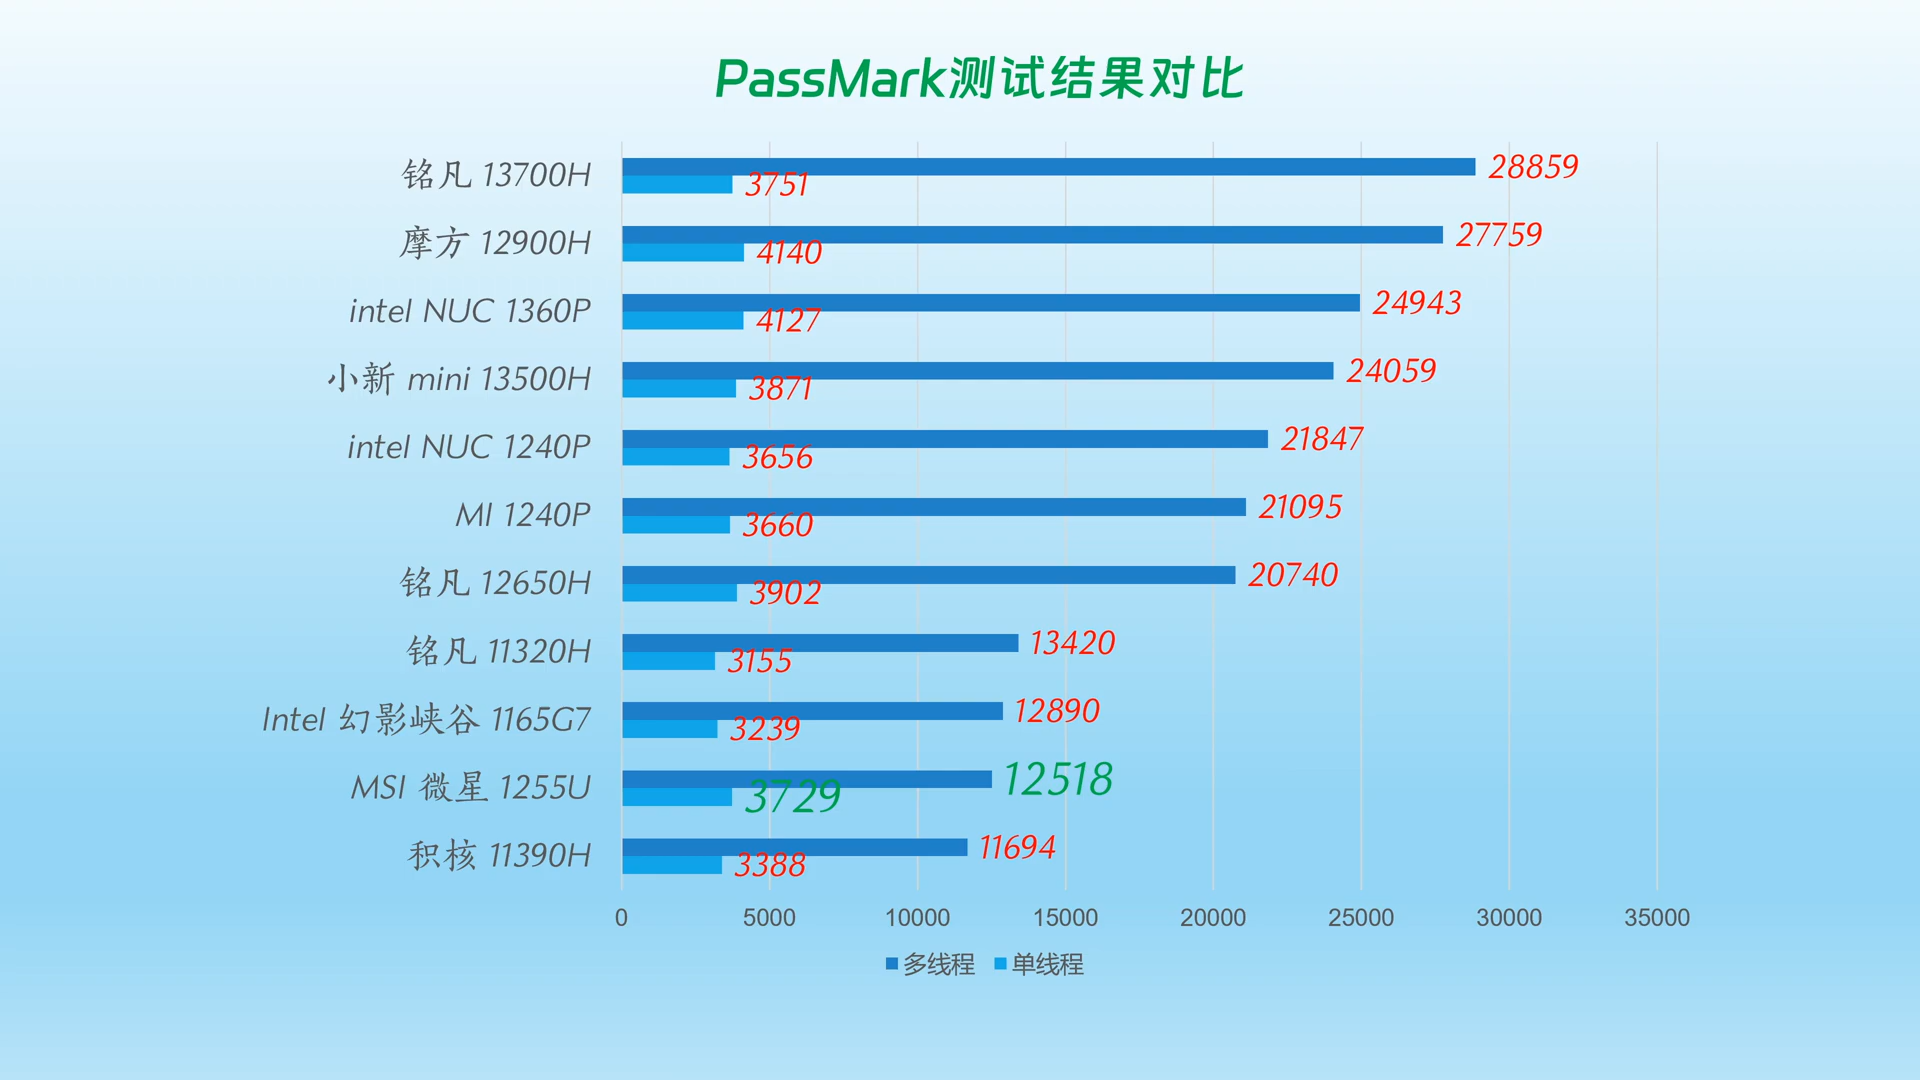 PassMark测试结果对比
铭凡 13700H
28859
3751
摩方 12900H
27759
4140
intel NUC 1360P
24943
4127
小新 mini 13500H
24059
3871
intel NUC 1240P
21847
3656
MI 1240P
21095
3660
铭凡 12650H
20740
3902
铭凡 11320H
13420
3155
Intel 幻影峡谷 1165G7
12890
3239
MSI 微星 1255U
12518
3729
积核 11390H
11694
3388
0 5000 10000 15000 20000 25000 30000 35000
多线程 单线程